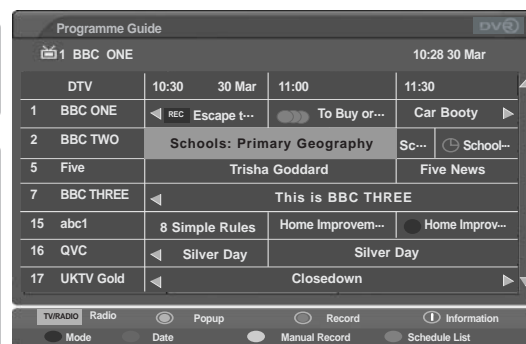 Programme Guide DVR
1 BBC ONE 10:28 30 Mar
DTV 10:30 30 Mar 11:00 11:30
1 BBC ONE REC Escape t··· To Buy or··· Car Booty
2 BBC TWO Schools: Primary Geography Sc··· School···
5 Five Trisha Goddard Five News
7 BBC THREE This is BBC THREE
15 abc1 8 Simple Rules Home Improvem··· Home Improv···
16 QVC Silver Day Silver Day
17 UKTV Gold Closedown
TV/RADIO Radio Popup Record Information
Mode Date Manual Record Schedule List